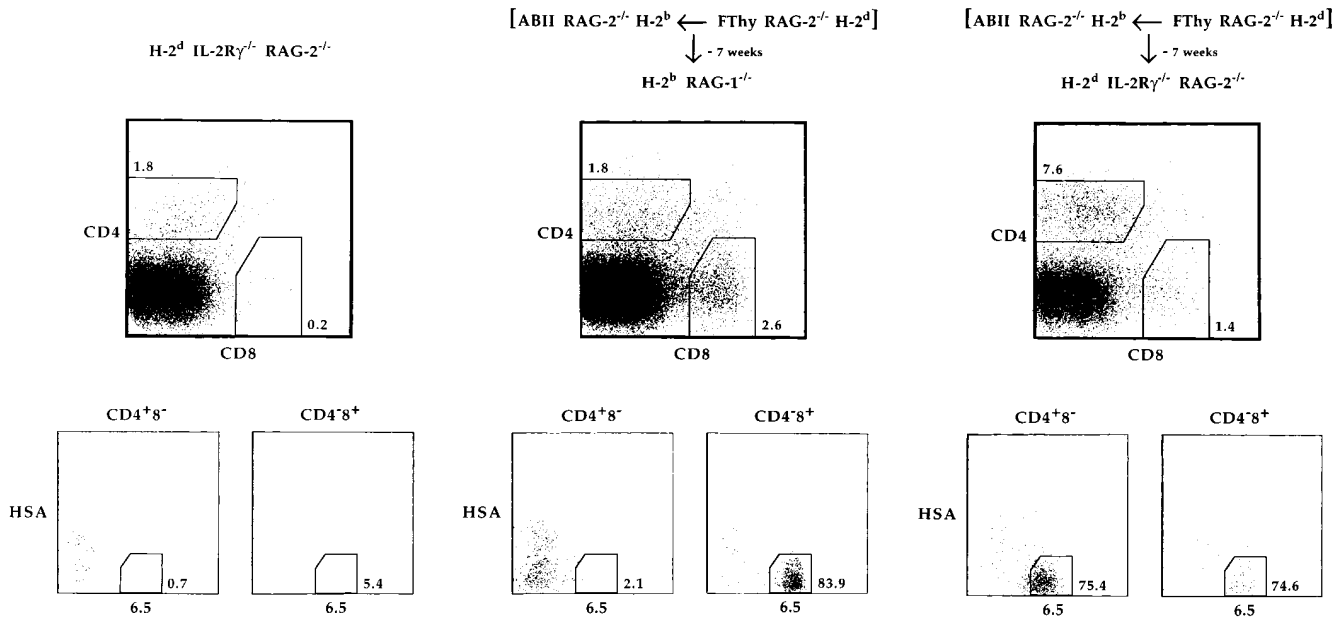 H-2ᵈ IL-2Rγ⁻/⁻ RAG-2⁻/⁻
[ABII RAG-2⁻/⁻ H-2ᵇ ← FThy RAG-2⁻/⁻ H-2ᵈ]
- 7 weeks
H-2ᵇ RAG-1⁻/⁻
[ABII RAG-2⁻/⁻ H-2ᵇ ← FThy RAG-2⁻/⁻ H-2ᵈ]
- 7 weeks
H-2ᵈ IL-2Rγ⁻/⁻ RAG-2⁻/⁻
1.8
CD4
0.2
CD8
1.8
CD4
2.6
CD8
7.6
CD4
1.4
CD8
CD4⁺8⁻
CD4⁻8⁺
HSA
0.7
5.4
6.5
6.5
CD4⁺8⁻
CD4⁻8⁺
HSA
2.1
83.9
6.5
6.5
CD4⁺8⁻
CD4⁻8⁺
HSA
75.4
74.6
6.5
6.5